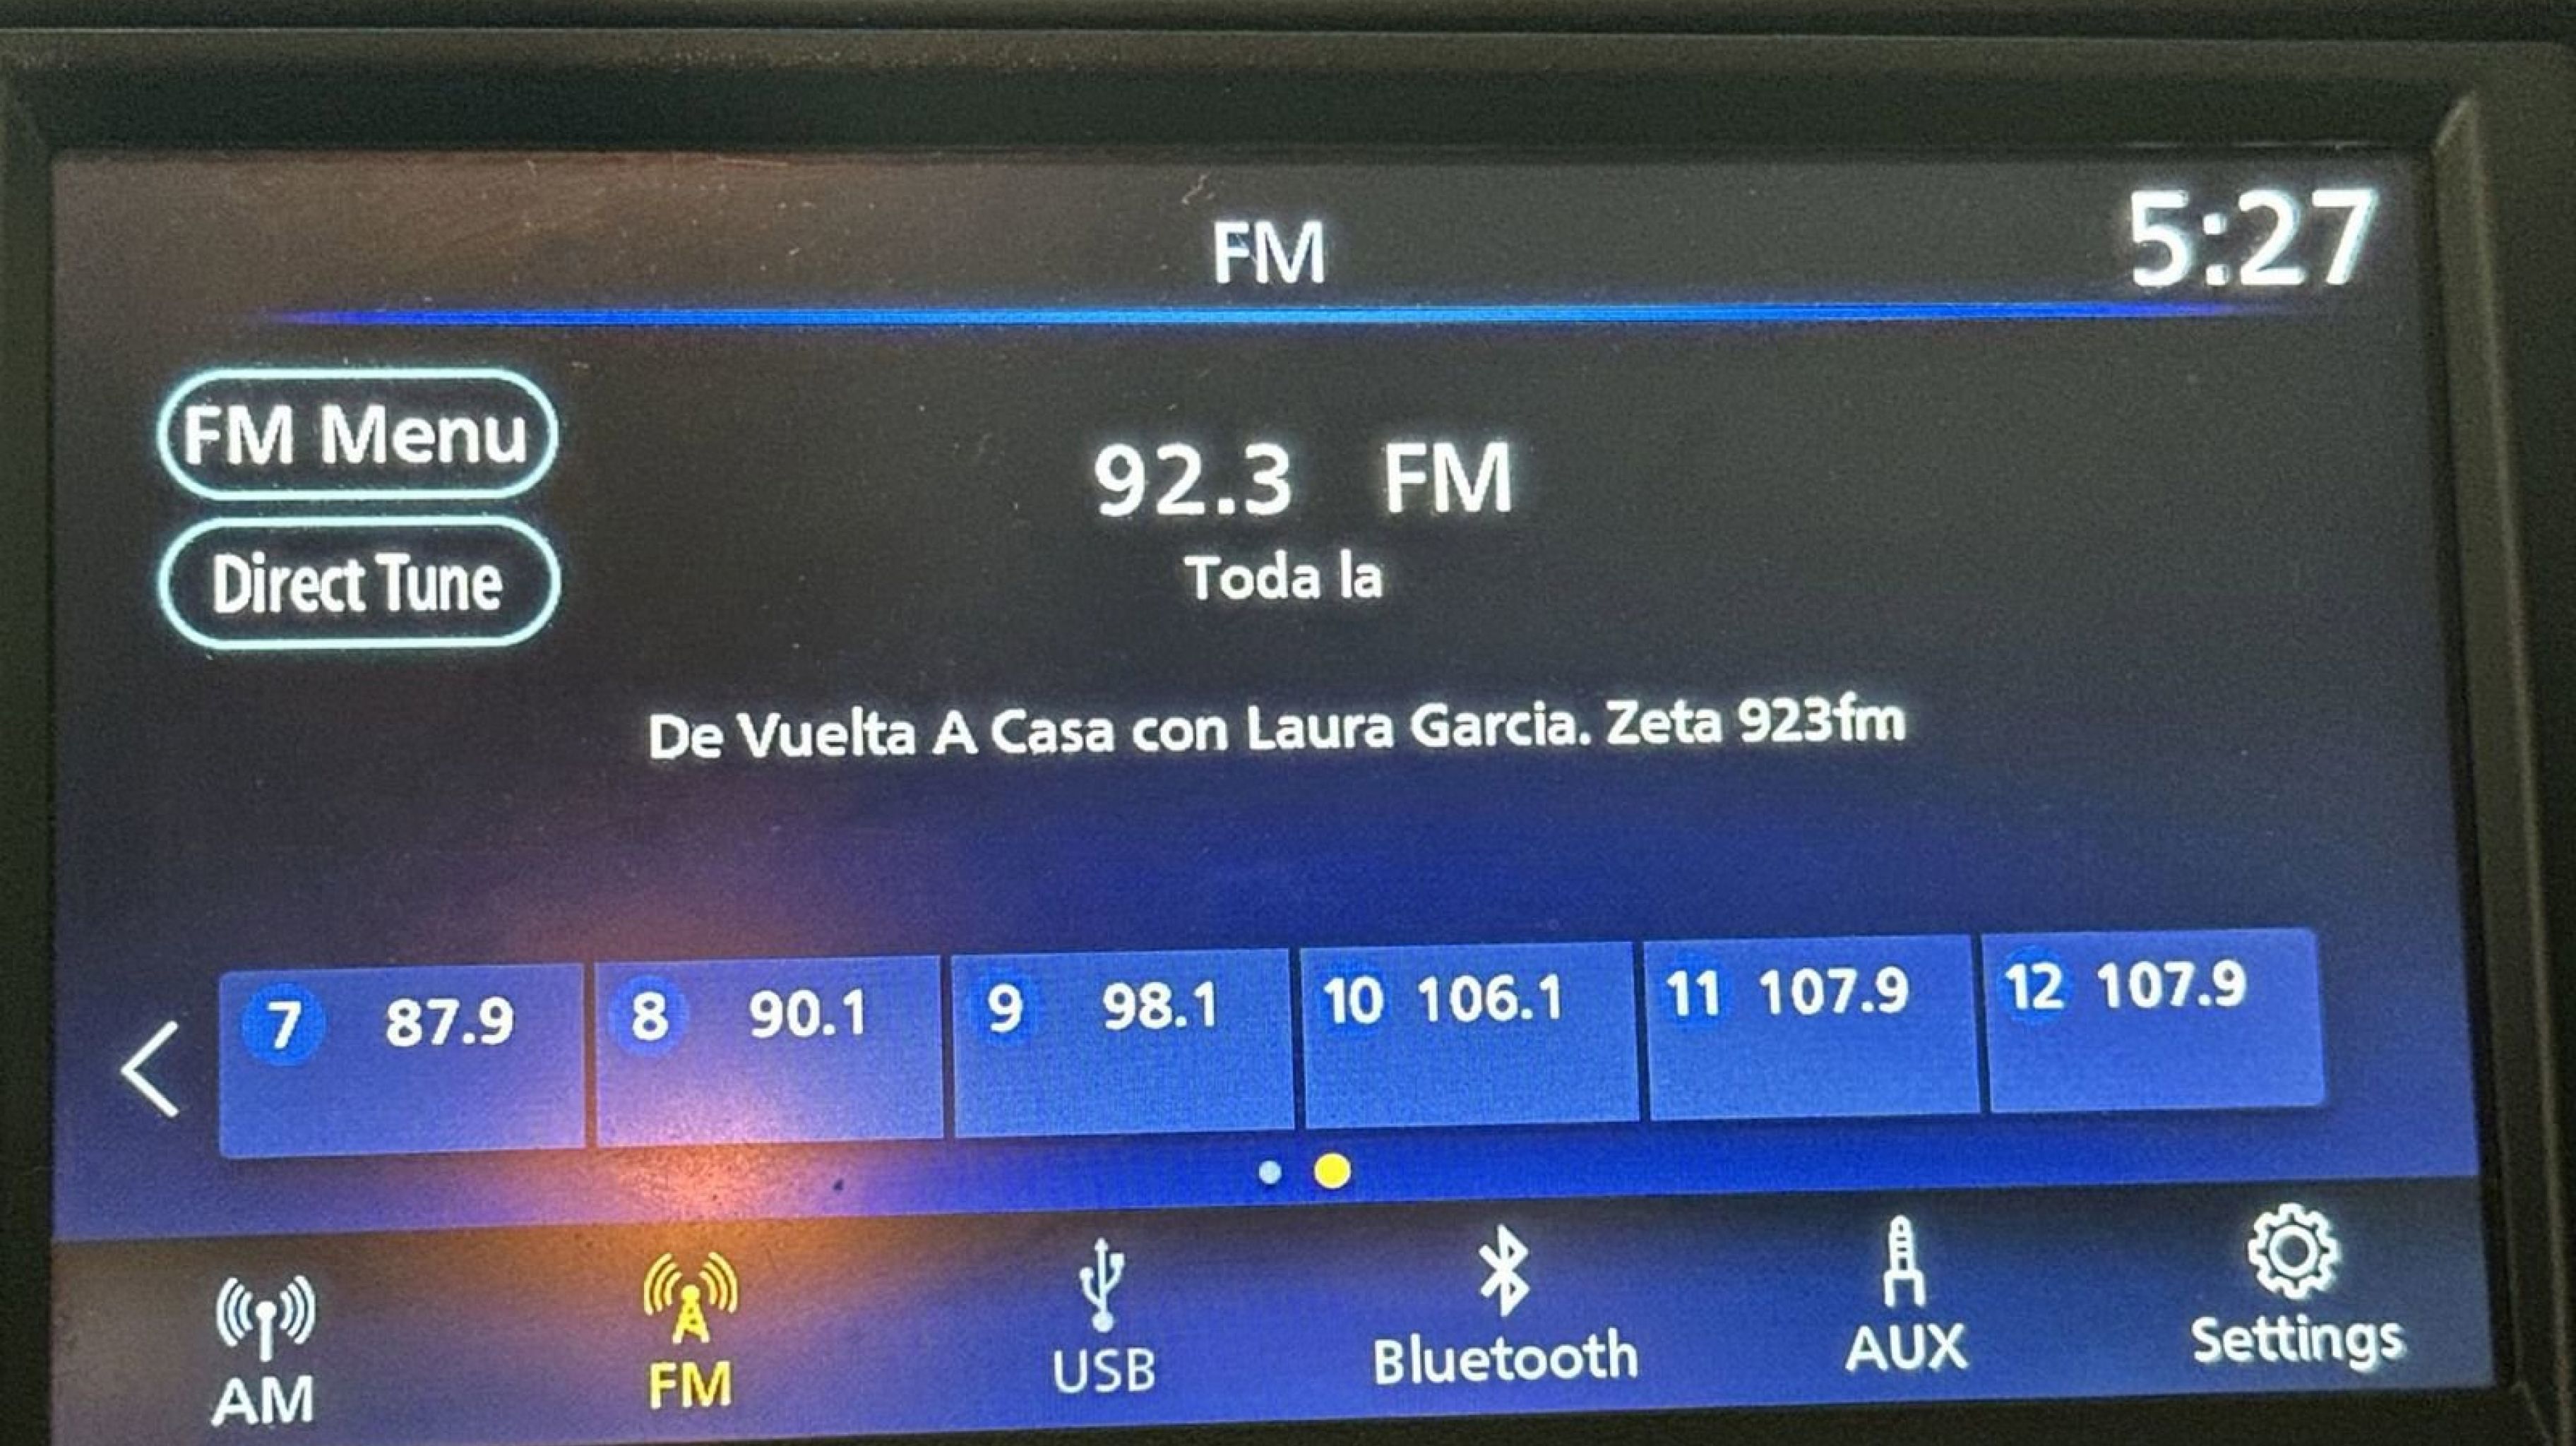 FM
5:27
FM Menu
92.3 FM
Direct Tune
Toda la
De Vuelta A Casa con Laura Garcia. Zeta 923fm
7 87.9
8 90.1
9 98.1
10 106.1
11 107.9
12 107.9
AM
FM
USB
Bluetooth
AUX
Settings